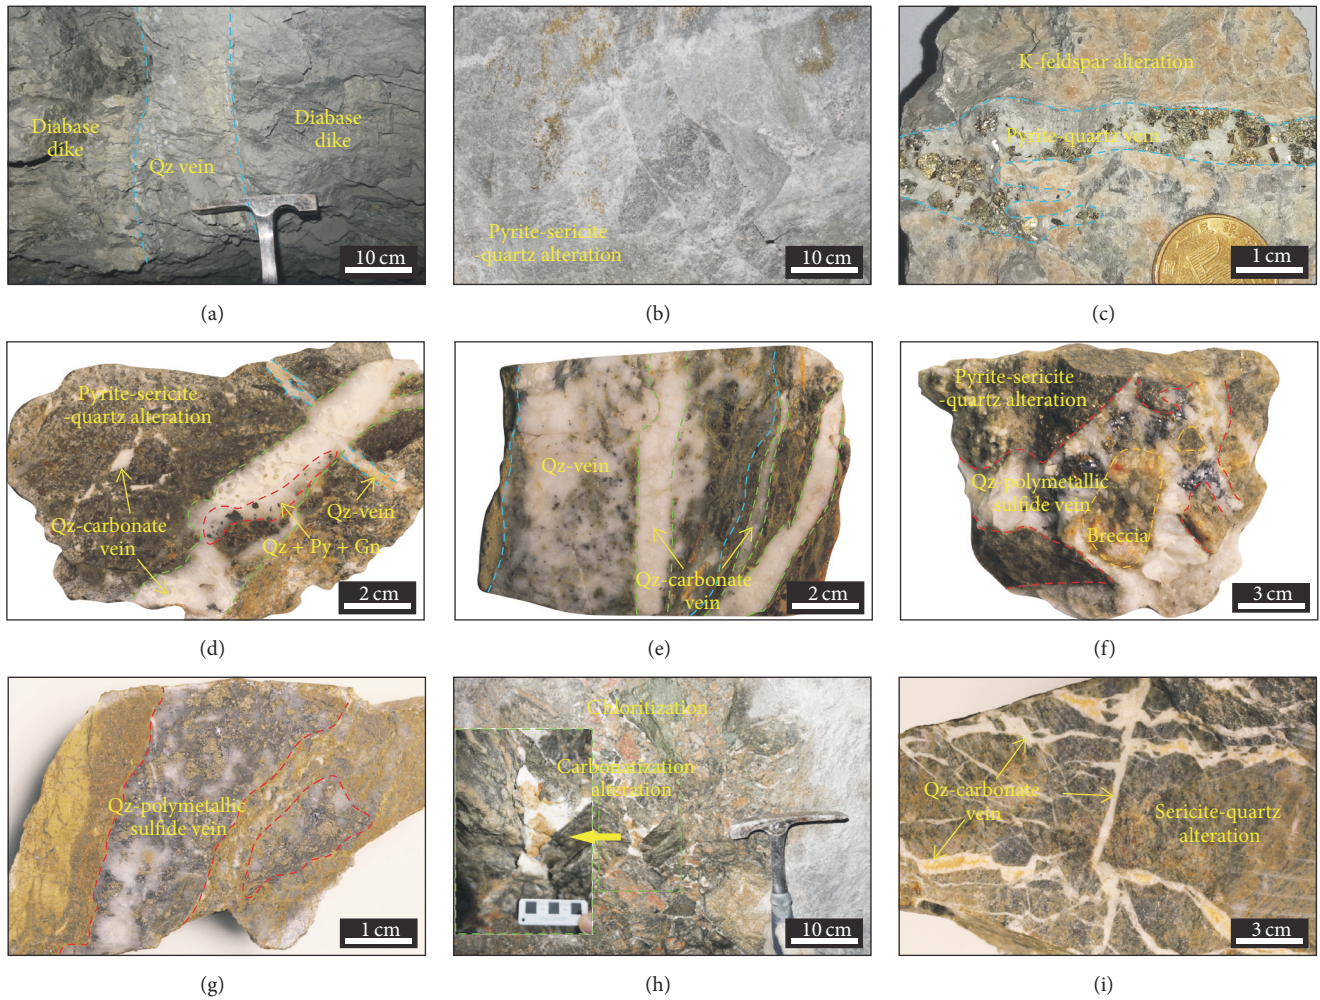 Diabase
dike
Qz vein
Diabase
dike
10 cm
(a)
Pyrite-sericite
-quartz alteration
10 cm
(b)
K-feldspar alteration
Pyrite-quartz vein
1 cm
(c)
Pyrite-sericite
-quartz alteration
Qz-carbonate
vein
Qz-vein
Qz + Py + Gn
2 cm
(d)
Qz-vein
Qz-carbonate
vein
2 cm
(e)
Pyrite-sericite
-quartz alteration
Qz-polymetallic
sulfide vein
Breccia
3 cm
(f)
Qz-polymetallic
sulfide vein
1 cm
(g)
Chloritization
Carbonatization
alteration
10 cm
(h)
Qz-carbonate
vein
Sericite-quartz
alteration
3 cm
(i)